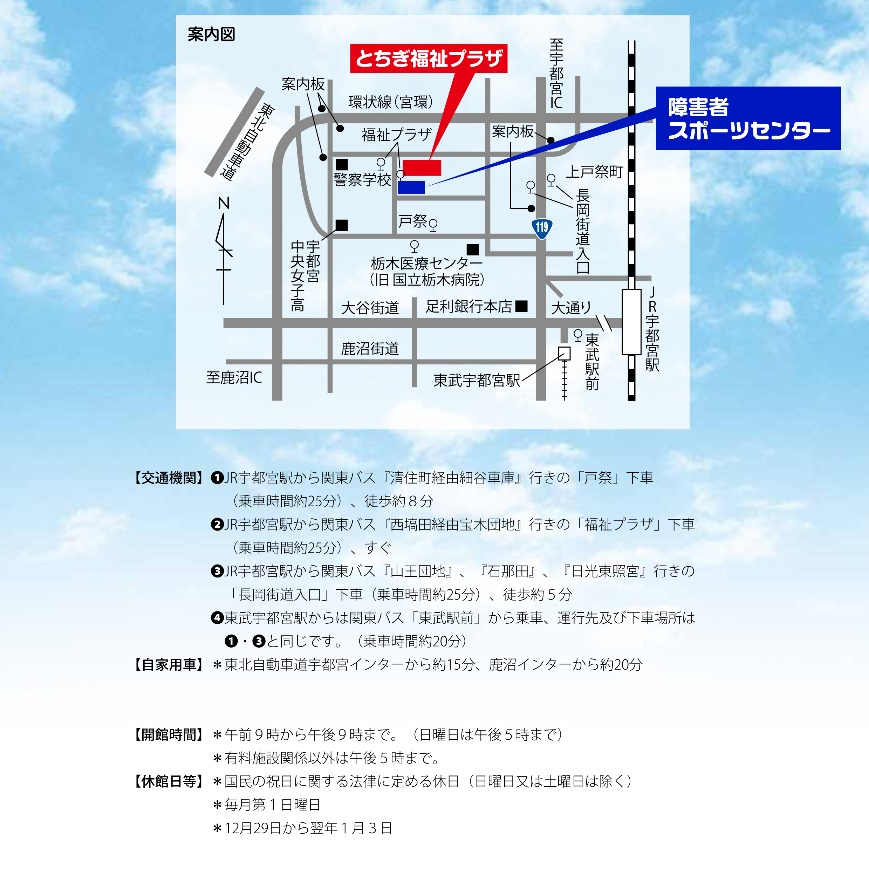 案内図
とちぎ福祉プラザ
至宇都宮IC
障害者
スポーツセンター
案内板
環状線（宮環）
東北自動車道
福祉プラザ
案内板
警察学校
上戸祭町
長岡街道入口
N
戸祭
119
宇都宮
中央女子高
栃木医療センター
（旧 国立栃木病院）
大谷街道
足利銀行本店
大通り
JR宇都宮駅
鹿沼街道
東武駅前
至鹿沼IC
東武宇都宮駅
【交通機関】❶JR宇都宮駅から関東バス『清住町経由細谷車庫』行きの「戸祭」下車
（乗車時間約25分）、徒歩約８分
❷JR宇都宮駅から関東バス「西塙田経由宝木団地」行きの「福祉プラザ」下車
（乗車時間約25分）、すぐ
❸JR宇都宮駅から関東バス『山王団地』、『石那田』、『日光東照宮』行きの
「長岡街道入口」下車（乗車時間約25分）、徒歩約５分
❹東武宇都宮駅からは関東バス「東武駅前」から乗車、運行先及び下車場所は
❶・❸と同じです。（乗車時間約20分）
【自家用車】＊東北自動車道宇都宮インターから約15分、鹿沼インターから約20分
【開館時間】＊午前９時から午後９時まで。（日曜日は午後５時まで）
＊有料施設関係以外は午後５時まで。
【休館日等】＊国民の祝日に関する法律に定める休日（日曜日又は土曜日は除く）
＊毎月第１日曜日
＊12月29日から翌年１月３日